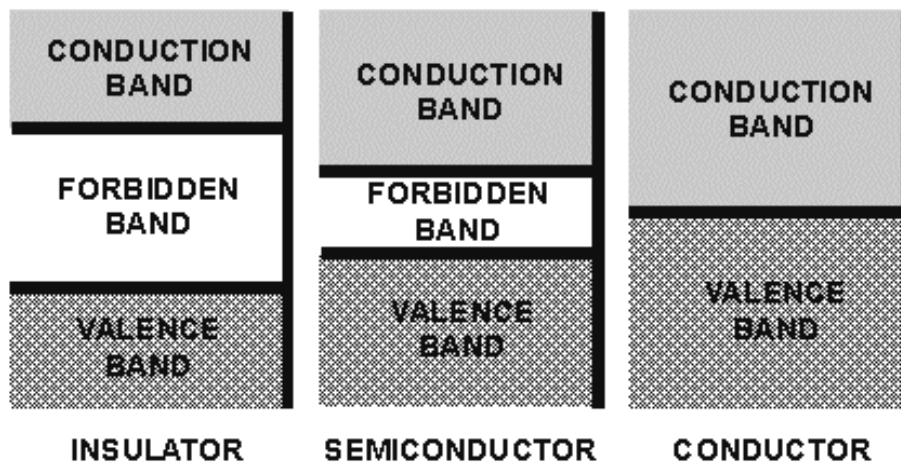 CONDUCTION
BAND
FORBIDDEN
BAND
VALENCE
BAND
INSULATOR
CONDUCTION
BAND
FORBIDDEN
BAND
VALENCE
BAND
SEMICONDUCTOR
CONDUCTION
BAND
VALENCE
BAND
CONDUCTOR